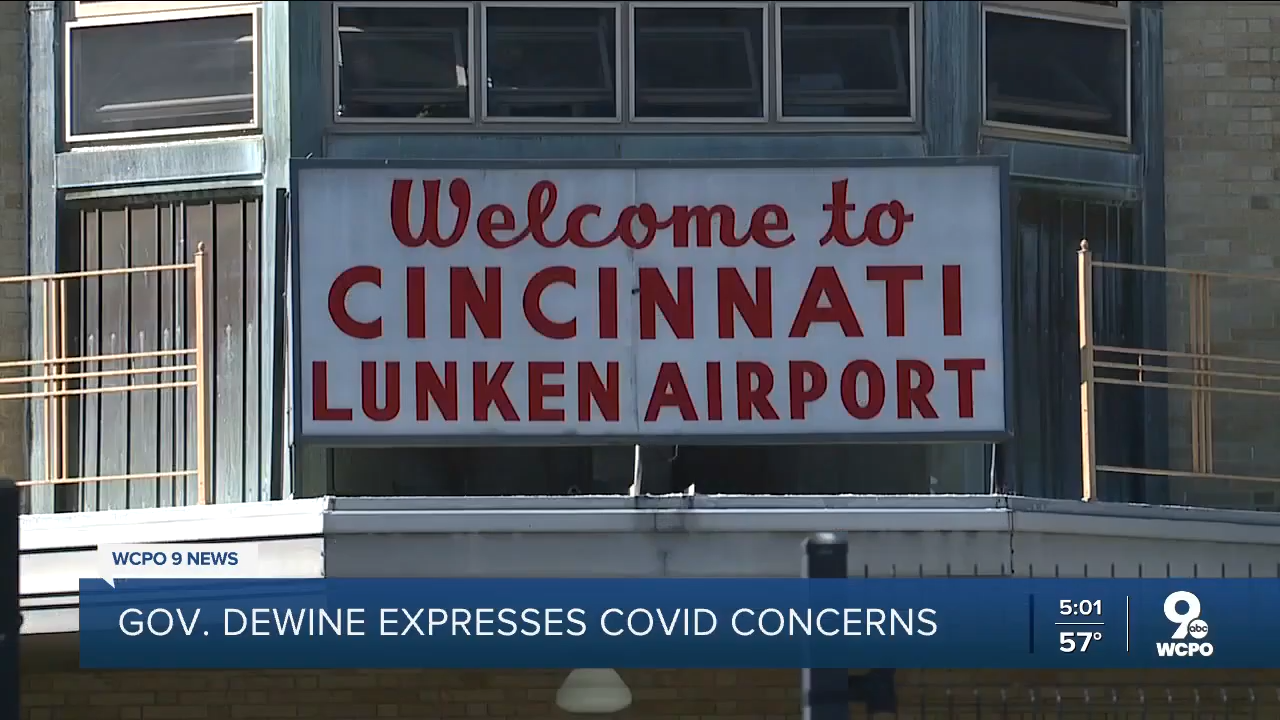 Welcome to
CINCINNATI
LUNKEN AIRPORT
WCPO 9 NEWS
GOV. DEWINE EXPRESSES COVID CONCERNS
5:01
57°
9
abc
WCPO